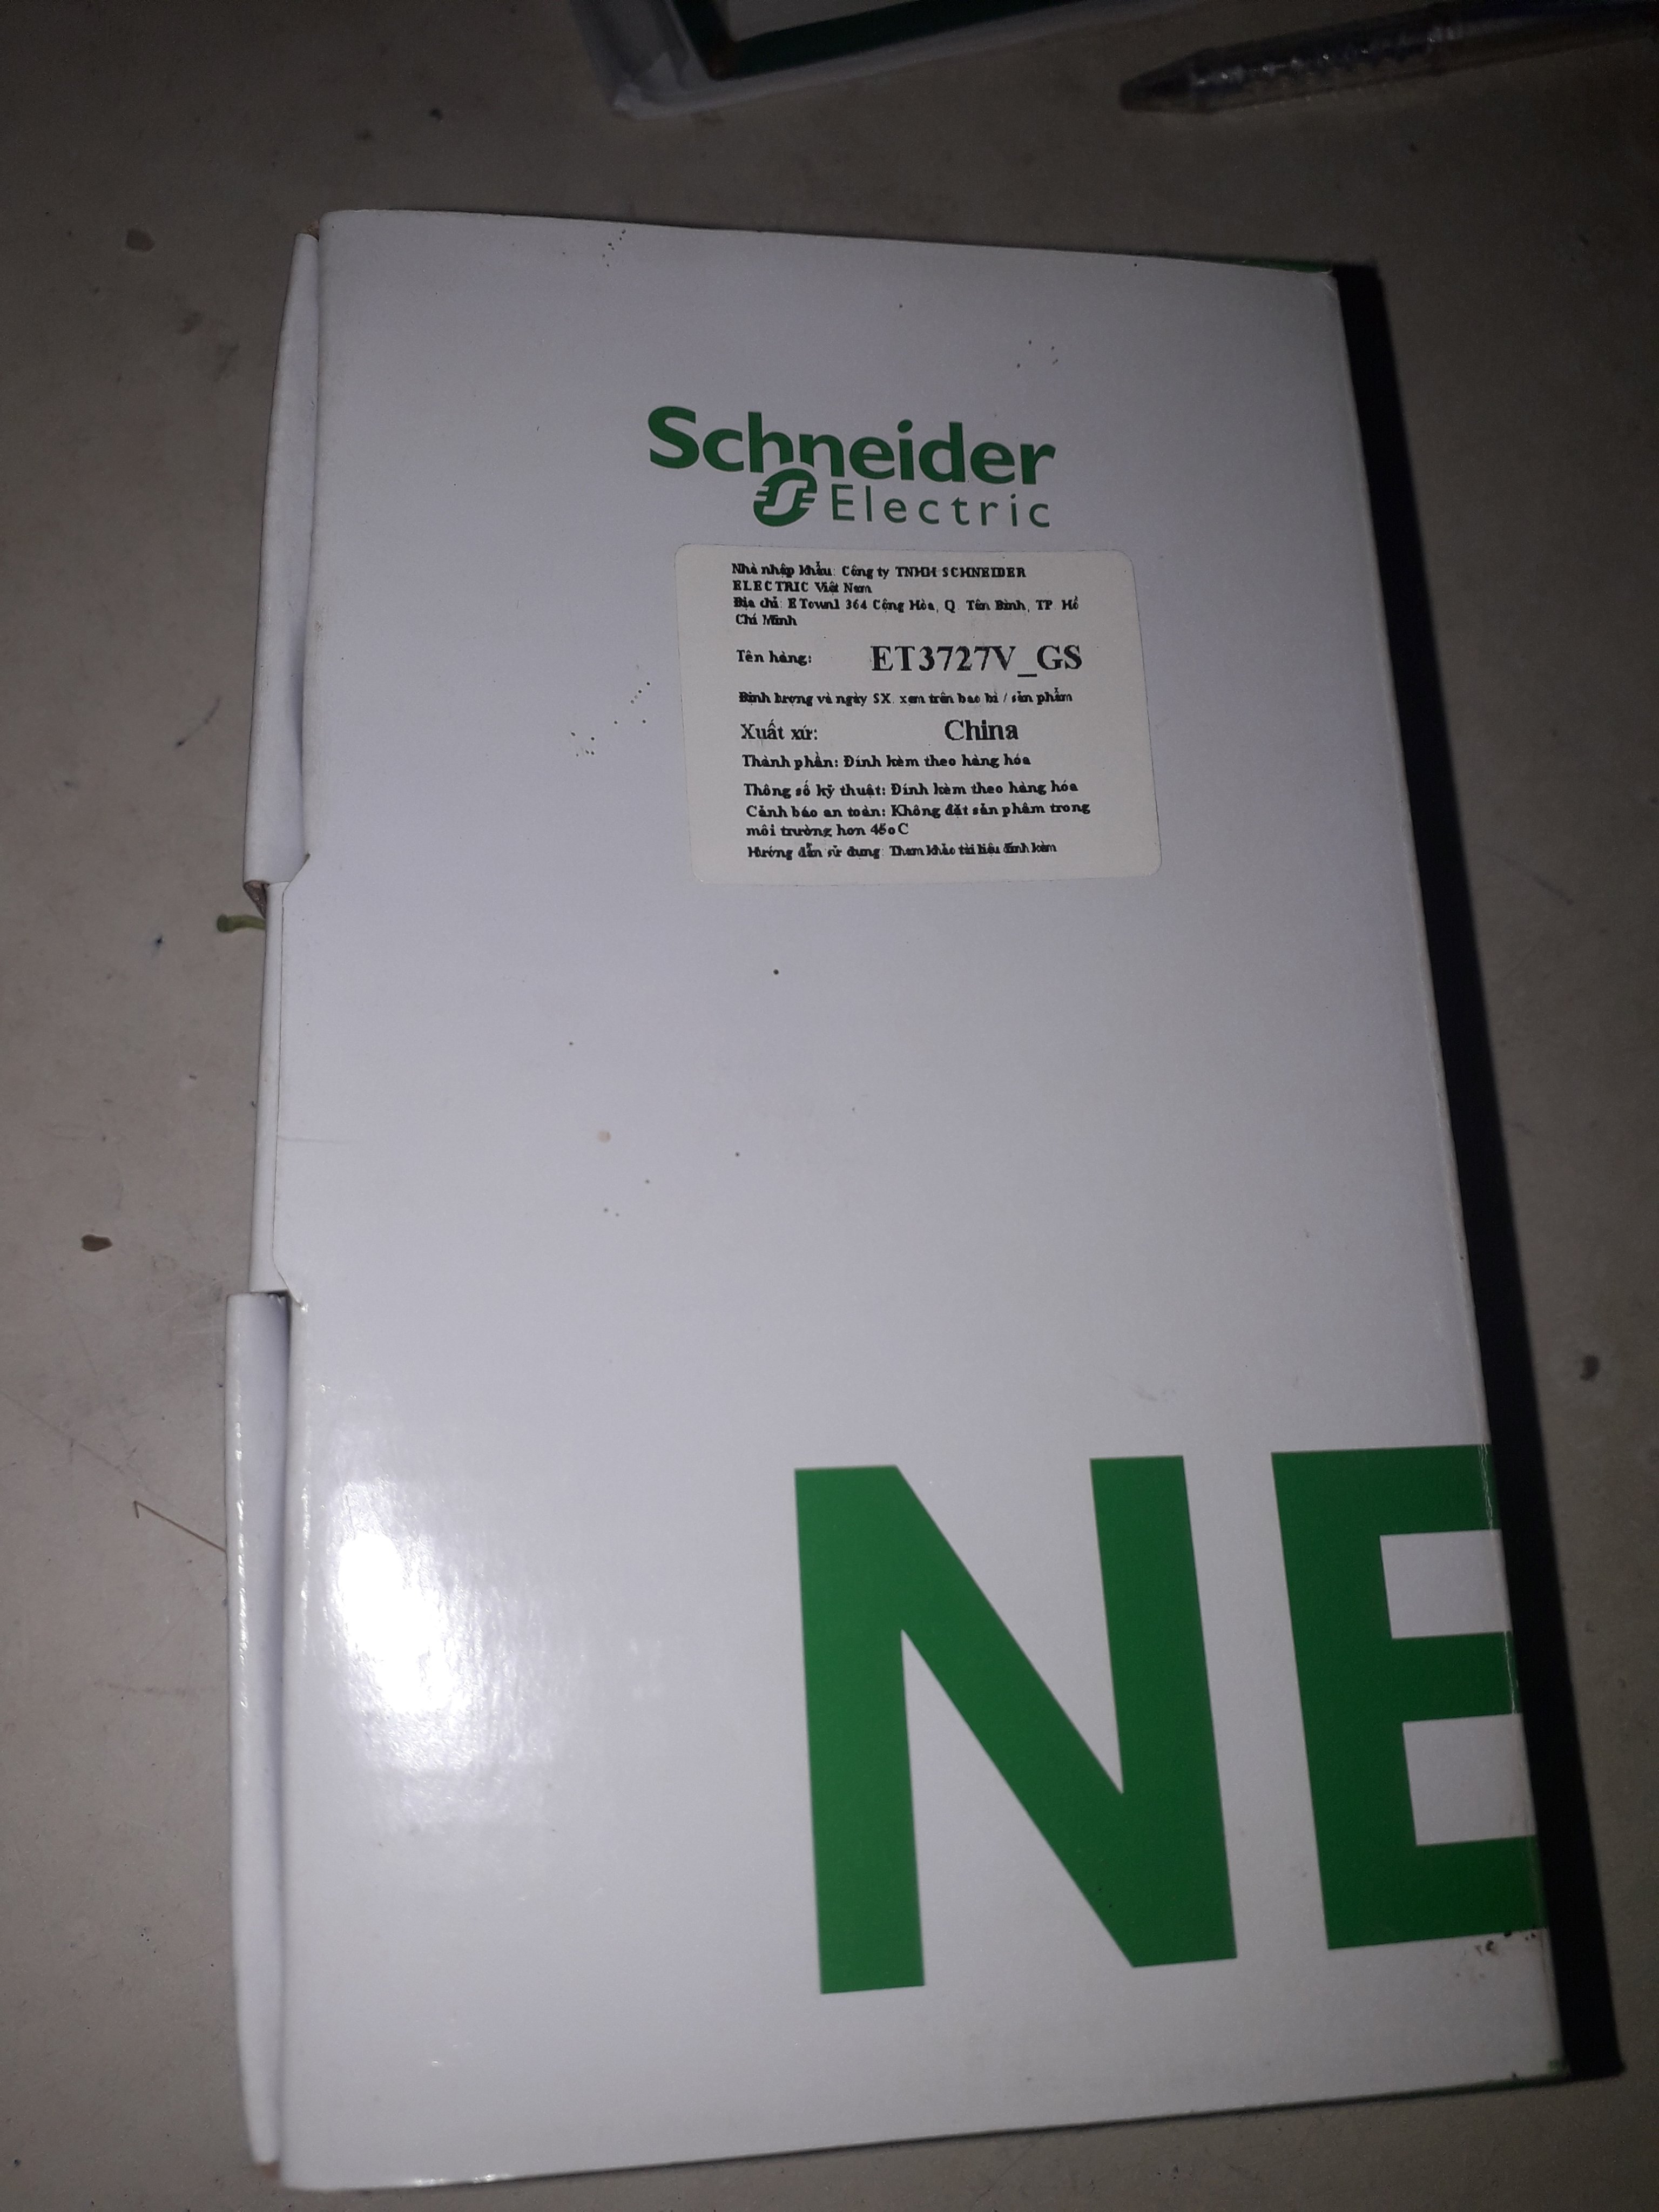 Schneider
Electric
Nhà nhập khẩu: Công ty TNHH SCHNEIDER
ELECTRIC Việt Nam
Địa chỉ: ETown1 364 Cộng Hòa, Q. Tân Bình, TP. Hồ
Chí Minh
Tên hàng: ET3727V_GS
Định lượng và ngày SX: xem trên bao bì / sản phẩm
Xuất xứ: China
Thành phần: Đính kèm theo hàng hóa
Thông số kỹ thuật: Đính kèm theo hàng hóa
Cảnh báo an toàn: Không đặt sản phẩm trong
môi trường hơn 45oC
Hướng dẫn sử dụng: Tham khảo tài liệu đính kèm
NE